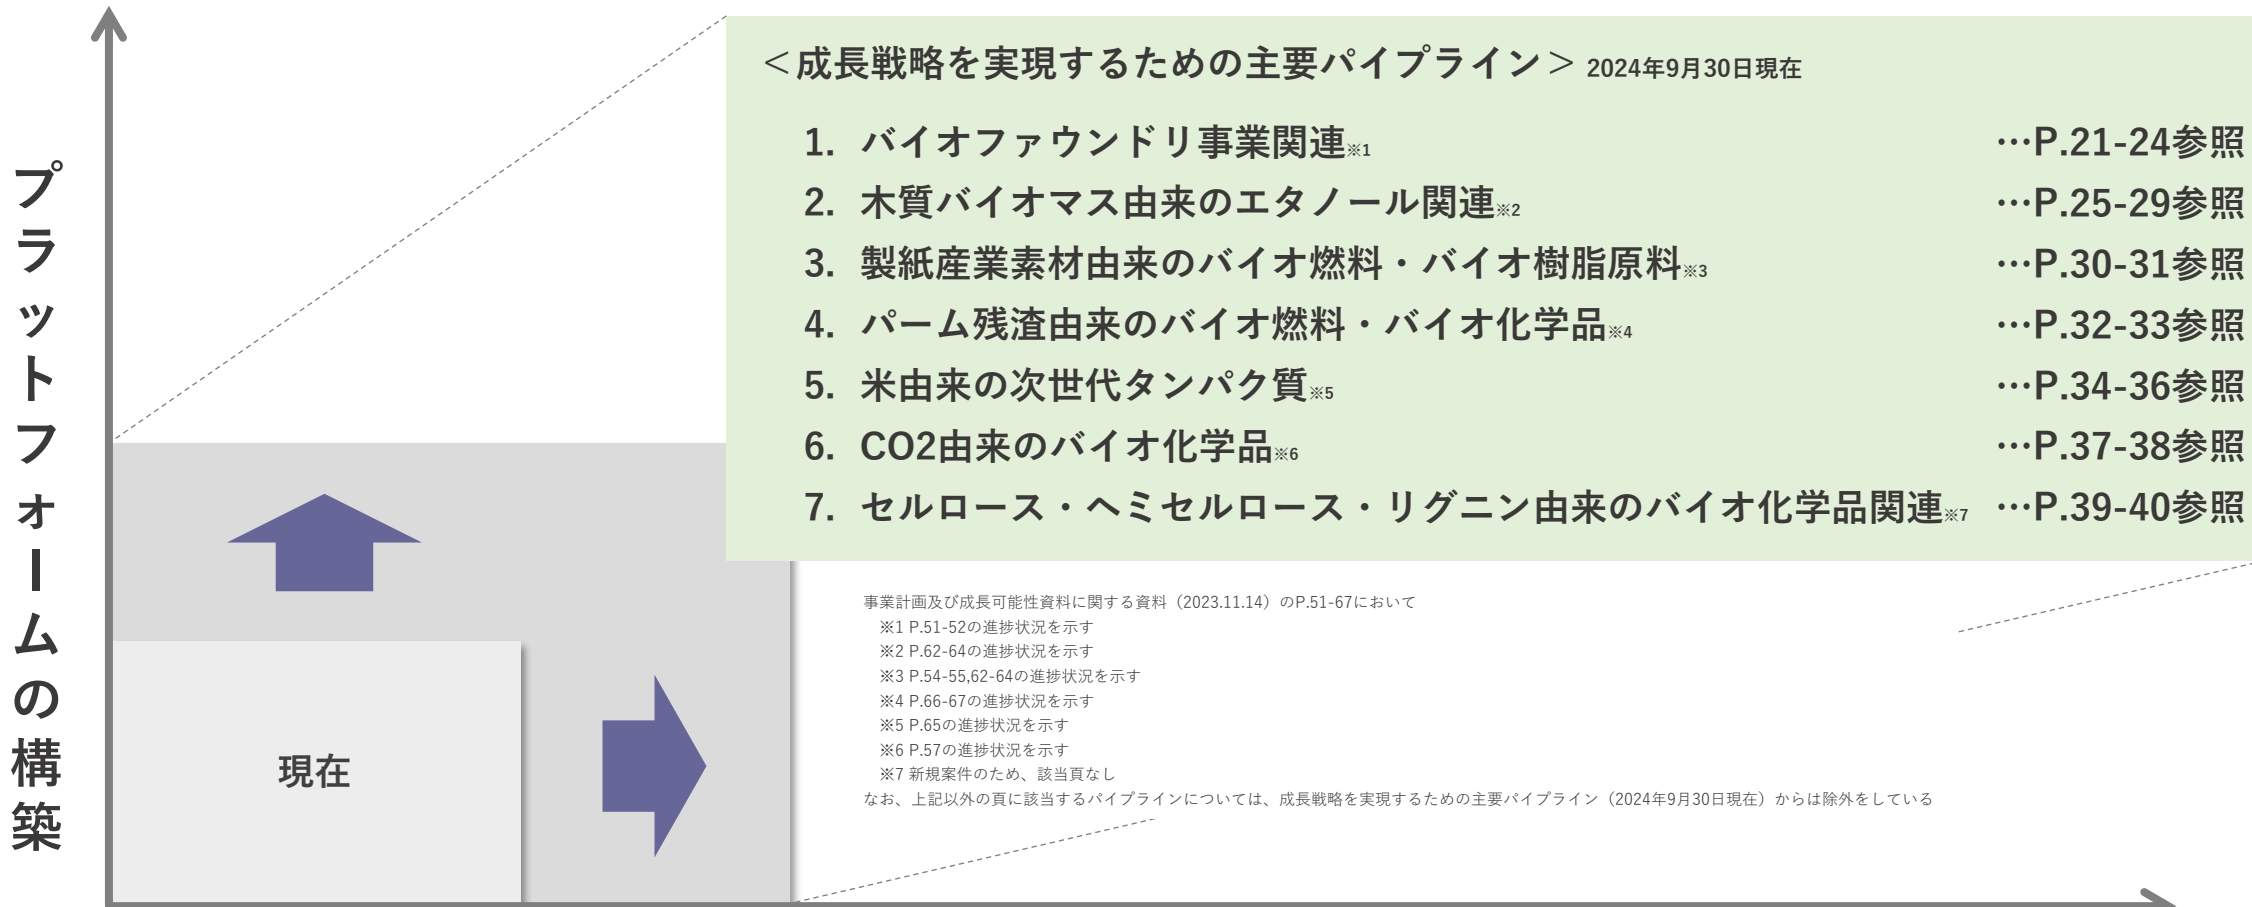 プラットフォームの構築
＜成長戦略を実現するための主要パイプライン＞ 2024年9月30日現在
1. バイオファウンドリ事業関連※1 …P.21-24参照
2. 木質バイオマス由来のエタノール関連※2 …P.25-29参照
3. 製紙産業素材由来のバイオ燃料・バイオ樹脂原料※3 …P.30-31参照
4. パーム残渣由来のバイオ燃料・バイオ化学品※4 …P.32-33参照
5. 米由来の次世代タンパク質※5 …P.34-36参照
6. CO2由来のバイオ化学品※6 …P.37-38参照
7. セルロース・ヘミセルロース・リグニン由来のバイオ化学品関連※7 …P.39-40参照
事業計画及び成長可能性資料に関する資料（2023.11.14）のP.51-67において
※1 P.51-52の進捗状況を示す
※2 P.62-64の進捗状況を示す
※3 P.54-55,62-64の進捗状況を示す
※4 P.66-67の進捗状況を示す
※5 P.65の進捗状況を示す
※6 P.57の進捗状況を示す
※7 新規案件のため、該当頁なし
なお、上記以外の頁に該当するパイプラインについては、成長戦略を実現するための主要パイプライン（2024年9月30日現在）からは除外をしている
現在